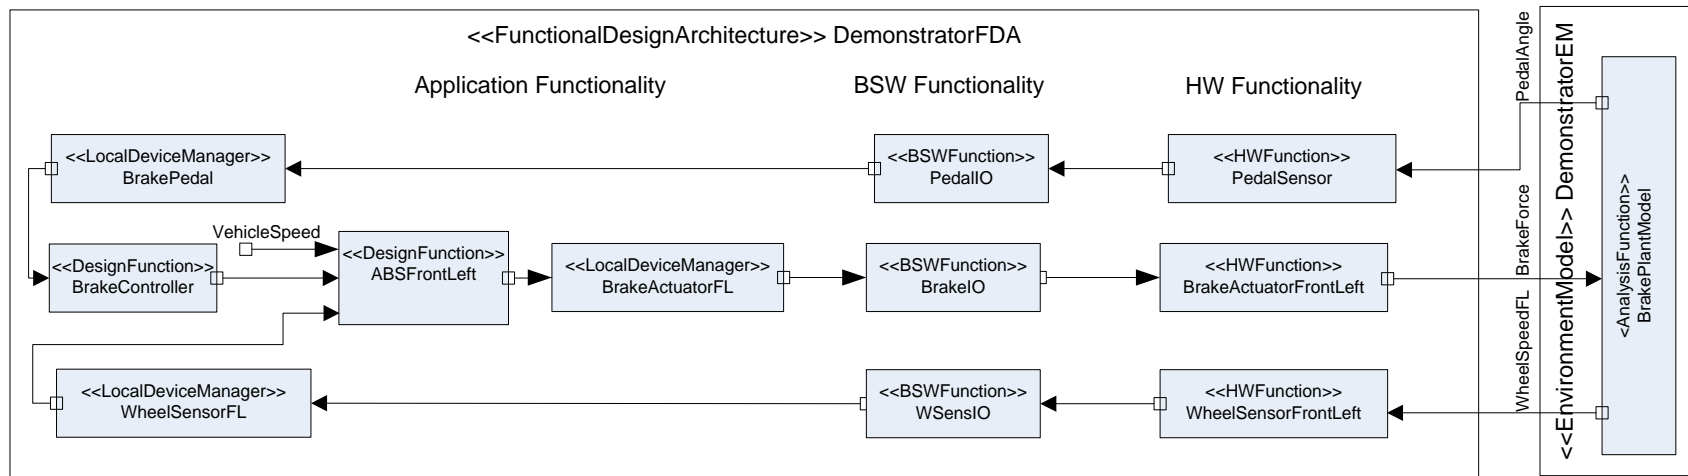 <<FunctionalDesignArchitecture>> DemonstratorFDA
Application Functionality
BSW Functionality
HW Functionality
<<LocalDeviceManager>>
BrakePedal
<<BSWFunction>>
PedalIO
<<HWFunction>>
PedalSensor
PedalAngle
VehicleSpeed
<<DesignFunction>>
BrakeController
<<DesignFunction>>
ABSFrontLeft
<<LocalDeviceManager>>
BrakeActuatorFL
<<BSWFunction>>
BrakeIO
<<HWFunction>>
BrakeActuatorFrontLeft
BrakeForce
<<LocalDeviceManager>>
WheelSensorFL
<<BSWFunction>>
WSensIO
<<HWFunction>>
WheelSensorFrontLeft
WheelSpeedFL
<<EnvironmentModel>> DemonstratorEM
<AnalysisFunction>>
BrakePlantModel